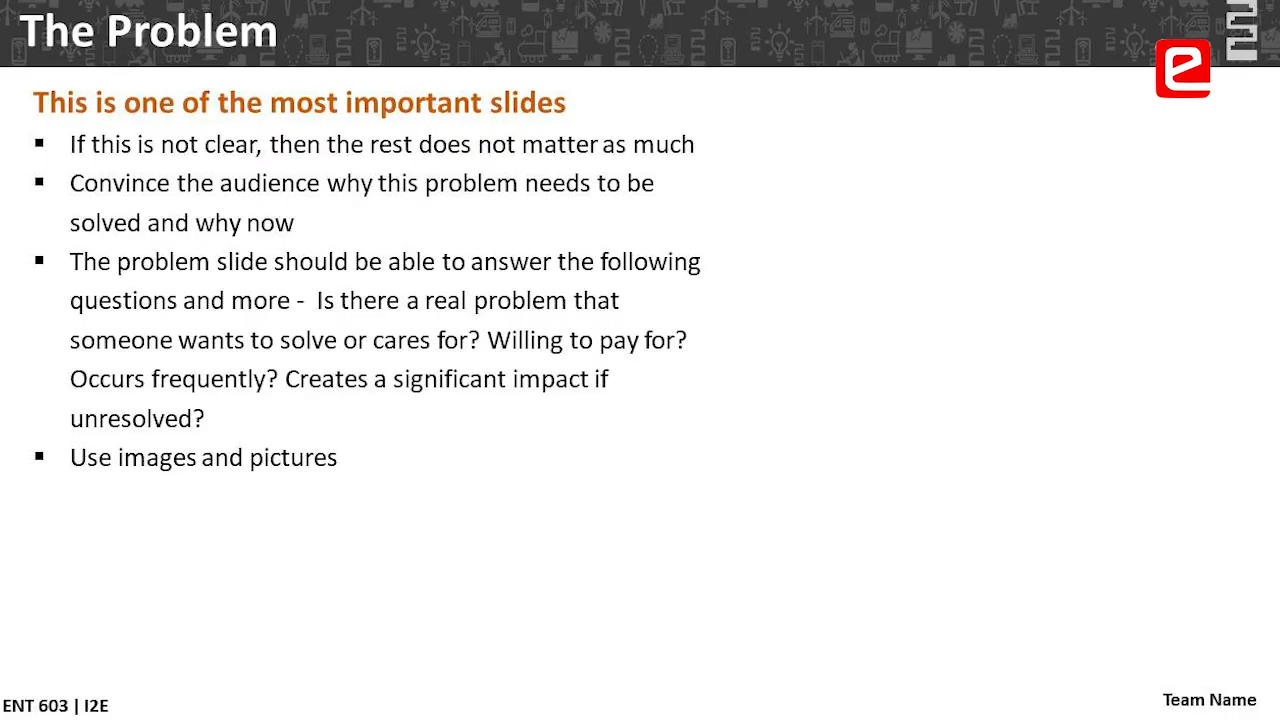 The Problem
This is one of the most important slides
▪ If this is not clear, then the rest does not matter as much
▪ Convince the audience why this problem needs to be
solved and why now
▪ The problem slide should be able to answer the following
questions and more - Is there a real problem that
someone wants to solve or cares for? Willing to pay for?
Occurs frequently? Creates a significant impact if
unresolved?
▪ Use images and pictures
ENT 603 | I2E
Team Name